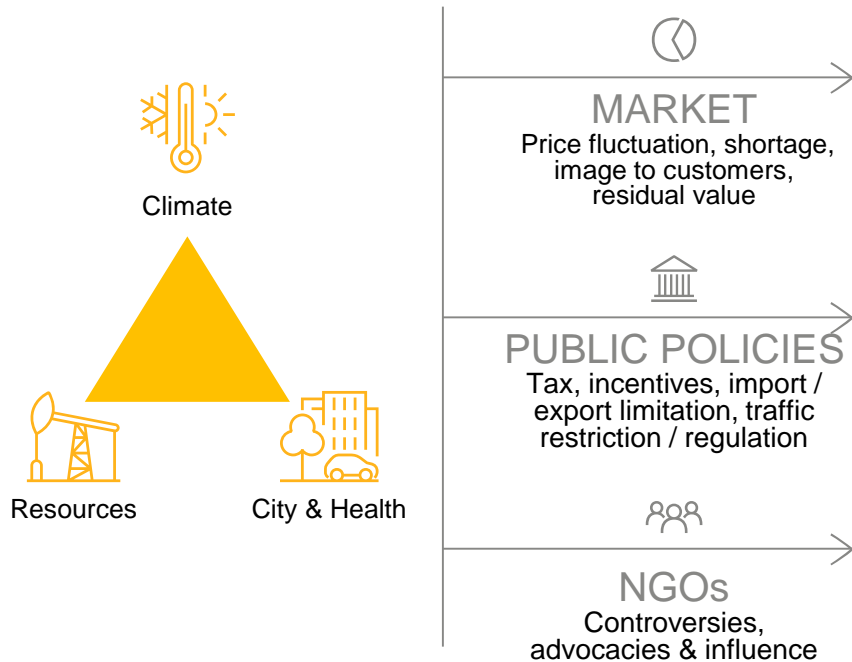 Climate
Resources
City & Health
MARKET
Price fluctuation, shortage,
image to customers,
residual value
PUBLIC POLICIES
Tax, incentives, import /
export limitation, traffic
restriction / regulation
NGOs
Controversies,
advocacies & influence